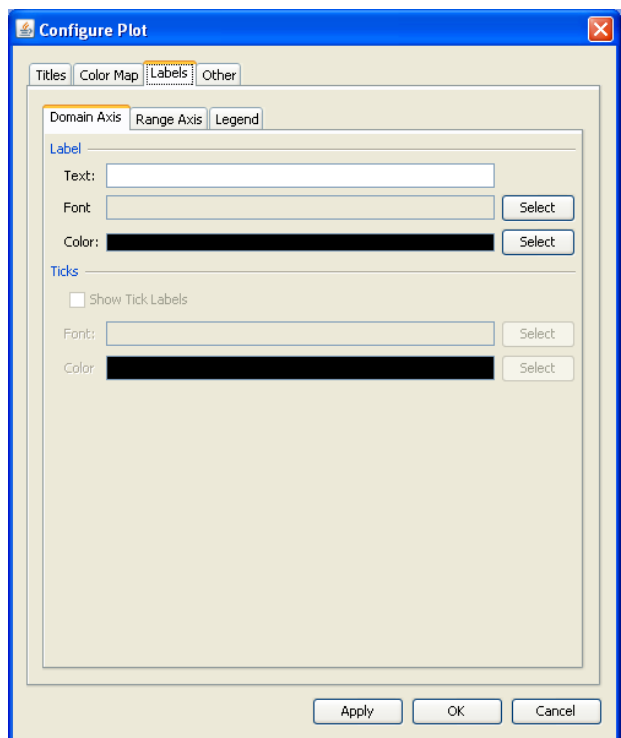 Configure Plot
Titles Color Map Labels Other
Domain Axis Range Axis Legend
Label
Text:
Font Select
Color: Select
Ticks
Show Tick Labels
Font: Select
Color Select
Apply OK Cancel